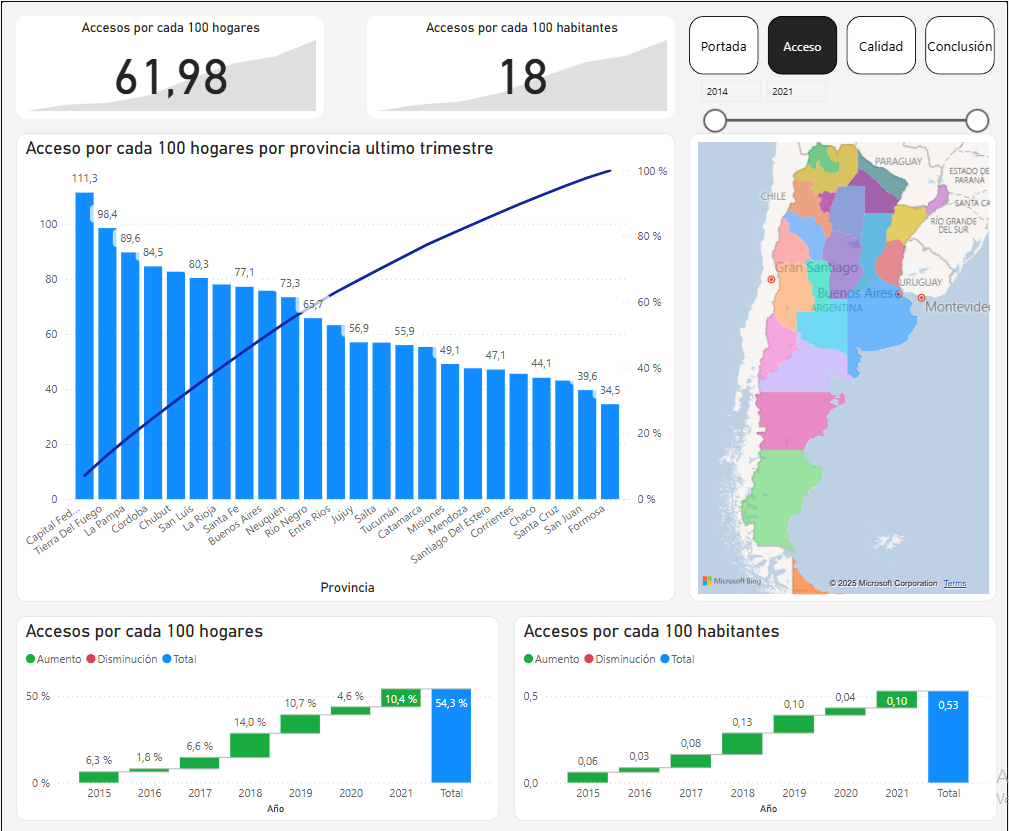 Accesos por cada 100 hogares
61,98
Accesos por cada 100 habitantes
18
Portada
Acceso
Calidad
Conclusión
2014
2021
Acceso por cada 100 hogares por provincia ultimo trimestre
111,3
98,4
89,6
84,5
80,3
77,1
73,3
65,7
56,9
55,9
49,1
47,1
44,1
39,6
34,5
100
80
60
40
20
0
100 %
80 %
60 %
40 %
20 %
0 %
Capital Fed...
Tierra Del Fuego
La Pampa
Córdoba
Chubut
San Luis
La Rioja
Santa Fe
Buenos Aires
Neuquén
Río Negro
Entre Ríos
Jujuy
Salta
Tucumán
Catamarca
Misiones
Mendoza
Santiago Del Estero
Corrientes
Chaco
Santa Cruz
San Juan
Formosa
Provincia
PARAGUAY
ESTADO DE
PARANA
CHILE
SANTA CA
RIO GRANDE
DEL SUR
Gran Santiago
URUGUAY
Buenos Aires
ARGENTINA
Montevideo
Microsoft Bing
© 2025 Microsoft Corporation Terms
Accesos por cada 100 hogares
Aumento Disminución Total
50 %
0 %
6,3 %
1,8 %
6,6 %
14,0 %
10,7 %
4,6 %
10,4 %
54,3 %
2015 2016 2017 2018 2019 2020 2021 Total
Año
Accesos por cada 100 habitantes
Aumento Disminución Total
0,5
0,0
0,06
0,03
0,08
0,13
0,10
0,04
0,10
0,53
2015 2016 2017 2018 2019 2020 2021 Total
Año